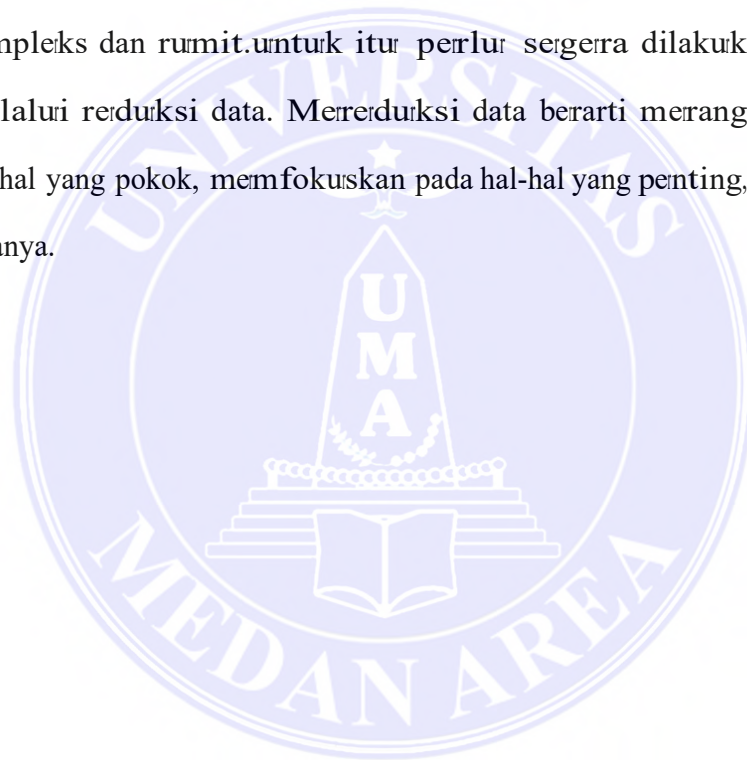 mpleks dan rumit.untuk itu perlu segera dilakuk
lalui reduksi data. Mereduksi data berarti merang
hal yang pokok, memfokuskan pada hal-hal yang penting,
anya.
UNIVERSITAS
U
M
A
MEDAN AREA